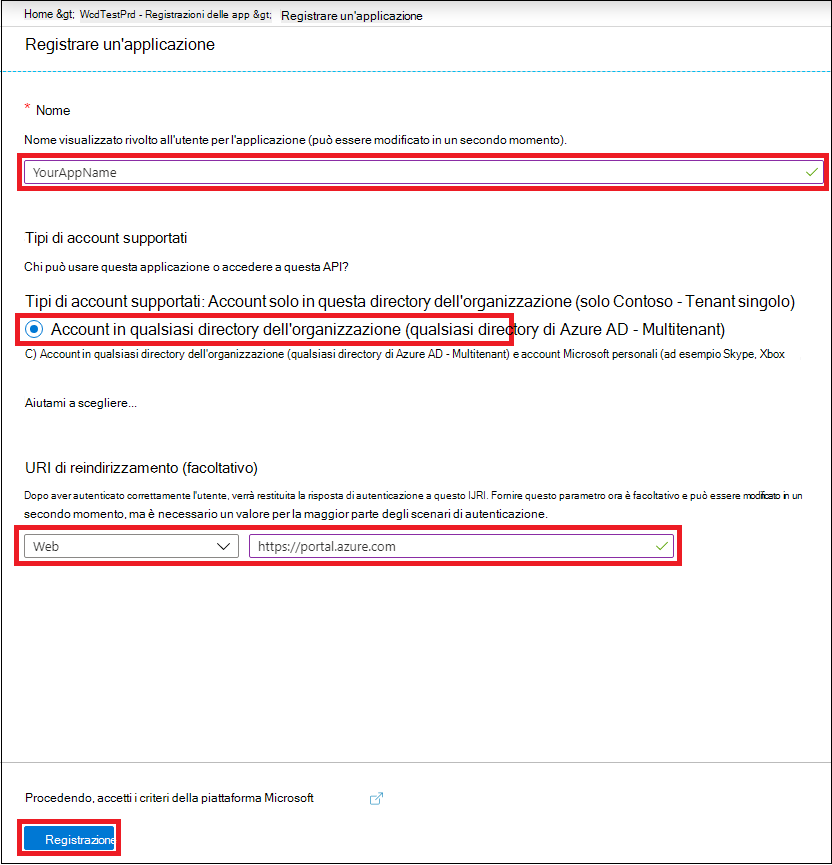 Home &gt; WcdTestPrd - Registrazioni delle app &gt; Registrare un'applicazione
Registrare un'applicazione
* Nome
Nome visualizzato rivolto all'utente per l'applicazione (può essere modificato in un secondo momento).
YourAppName
Tipi di account supportati
Chi può usare questa applicazione o accedere a questa API?
Tipi di account supportati: Account solo in questa directory dell'organizzazione (solo Contoso - Tenant singolo)
Account in qualsiasi directory dell'organizzazione (qualsiasi directory di Azure AD - Multitenant)
C) Account in qualsiasi directory dell'organizzazione (qualsiasi directory di Azure AD - Multitenant) e account Microsoft personali (ad esempio Skype, Xbox
Aiutami a scegliere...
URI di reindirizzamento (facoltativo)
Dopo aver autenticato correttamente l'utente, verrà restituita la risposta di autenticazione a questo IJRI. Fornire questo parametro ora è facoltativo e può essere modificato in un
secondo momento, ma è necessario un valore per la maggior parte degli scenari di autenticazione.
Web https://portal.azure.com
Procedendo, accetti i criteri della piattaforma Microsoft
Registrazione